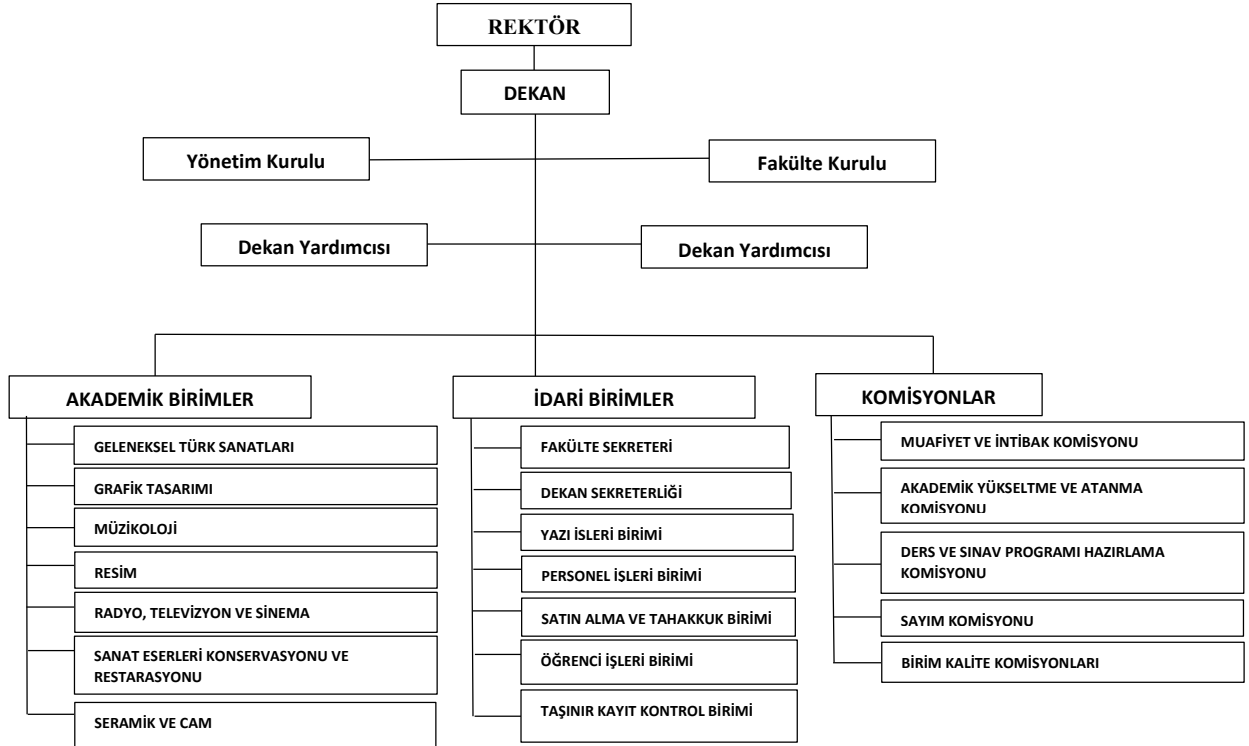 REKTÖR
DEKAN
Yönetim Kurulu
Fakülte Kurulu
Dekan Yardımcısı
Dekan Yardımcısı
AKADEMİK BİRİMLER
GELENEKSEL TÜRK SANATLARI
GRAFİK TASARIMI
MÜZİKOLOJİ
RESİM
RADYO, TELEVİZYON VE SİNEMA
SANAT ESERLERİ KONSERVASYONU VE
RESTARASYONU
SERAMİK VE CAM
İDARİ BİRİMLER
FAKÜLTE SEKRETERİ
DEKAN SEKRETERLİĞİ
YAZI İSLERİ BİRİMİ
PERSONEL İŞLERİ BİRİMİ
SATIN ALMA VE TAHAKKUK BİRİMİ
ÖĞRENCİ İŞLERİ BİRİMİ
TAŞINIR KAYIT KONTROL BİRİMİ
KOMİSYONLAR
MUAFİYET VE İNTİBAK KOMİSYONU
AKADEMİK YÜKSELTME VE ATANMA
KOMİSYONU
DERS VE SINAV PROGRAMI HAZIRLAMA
KOMİSYONU
SAYIM KOMİSYONU
BİRİM KALİTE KOMİSYONLARI